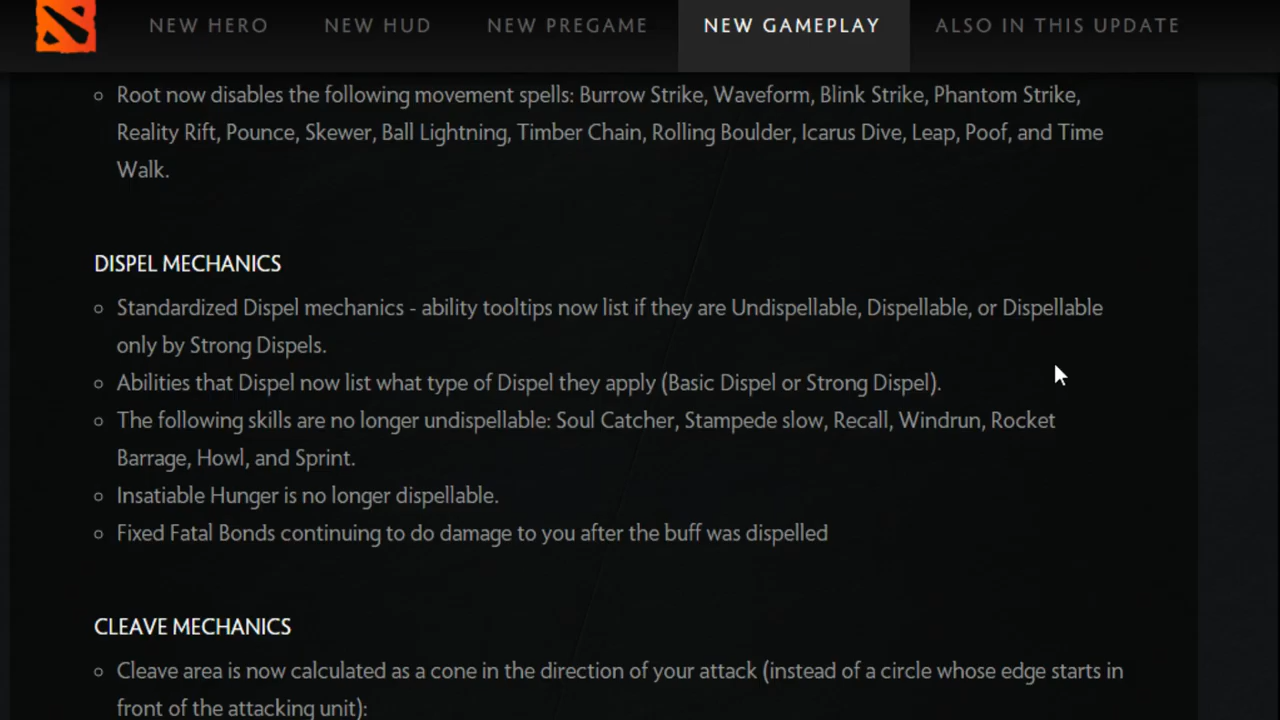 NEW HERO NEW HUD NEW PREGAME NEW GAMEPLAY ALSO IN THIS UPDATE
Root now disables the following movement spells: Burrow Strike, Waveform, Blink Strike, Phantom Strike,
Reality Rift, Pounce, Skewer, Ball Lightning, Timber Chain, Rolling Boulder, Icarus Dive, Leap, Poof, and Time
Walk.
DISPEL MECHANICS
Standardized Dispel mechanics - ability tooltips now list if they are Undispellable, Dispellable, or Dispellable
only by Strong Dispels.
Abilities that Dispel now list what type of Dispel they apply (Basic Dispel or Strong Dispel).
The following skills are no longer undispellable: Soul Catcher, Stampede slow, Recall, Windrun, Rocket
Barrage, Howl, and Sprint.
Insatiable Hunger is no longer dispellable.
Fixed Fatal Bonds continuing to do damage to you after the buff was dispelled
CLEAVE MECHANICS
Cleave area is now calculated as a cone in the direction of your attack (instead of a circle whose edge starts in
front of the attacking unit):